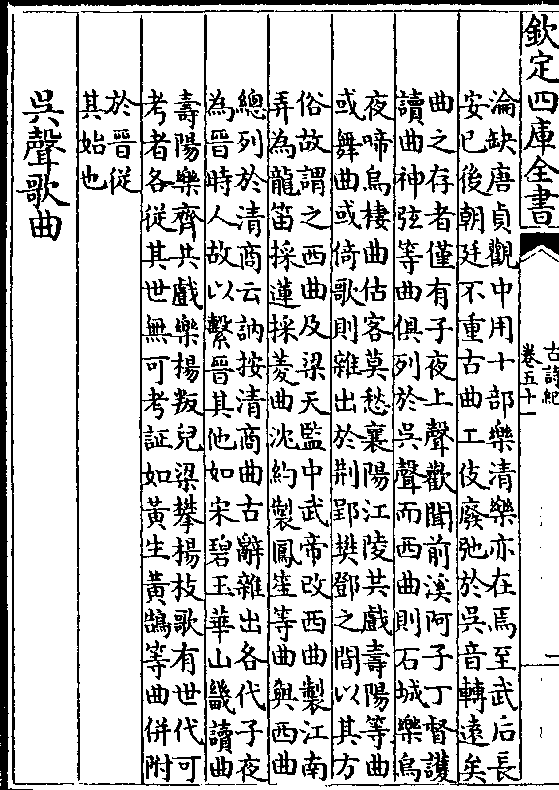 欽定四庫全書
古詩紀
卷五十一
淪缺唐貞觀中用十部樂清樂亦在焉至武后長
安已後朝廷不重古曲工伎廢弛於吳音轉遠矣
曲之存者僅有子夜上聲歡聞前溪阿子丁督護
讀曲神弦等曲俱列於吳聲而西曲則石城樂烏
夜啼烏棲曲估客莫愁襄陽江陵共戲壽陽等曲
或舞曲或倚歌則雜出於荆郢樊鄧之間以其方
俗故謂之西曲及梁天監中武帝改西曲製江南
弄為龍笛採蓮採菱曲沈約製鳳笙等曲與西曲
總列於清商云訥按清商曲古辭雜出各代子夜
為晉時人故以繫晉其他如宋碧玉華山畿讀曲
壽陽樂齊共戲樂楊叛兒梁攀楊枝歌有世代可
考者各從其世無可考証如黃生黃鵠等曲併附
於晉從
其始也
吳聲歌曲